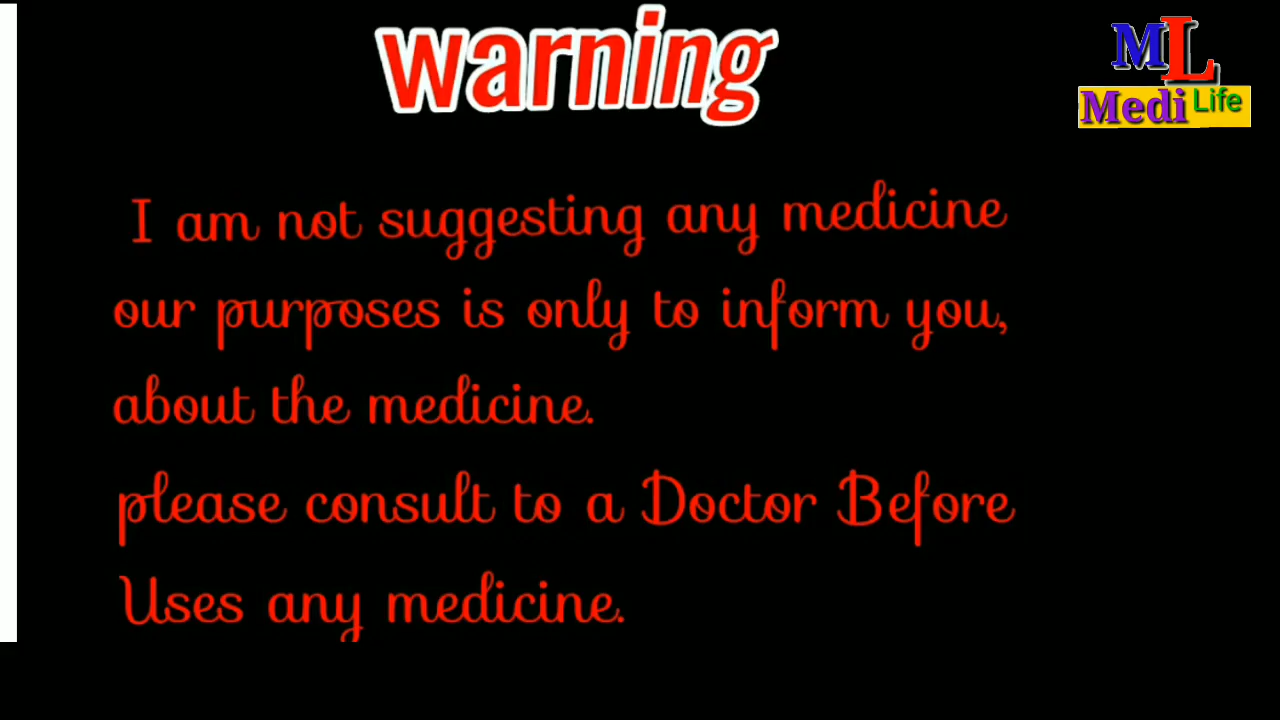 warning
ML
Medi Life
I am not suggesting any medicine
our purposes is only to inform you,
about the medicine.
please consult to a Doctor Before
Uses any medicine.